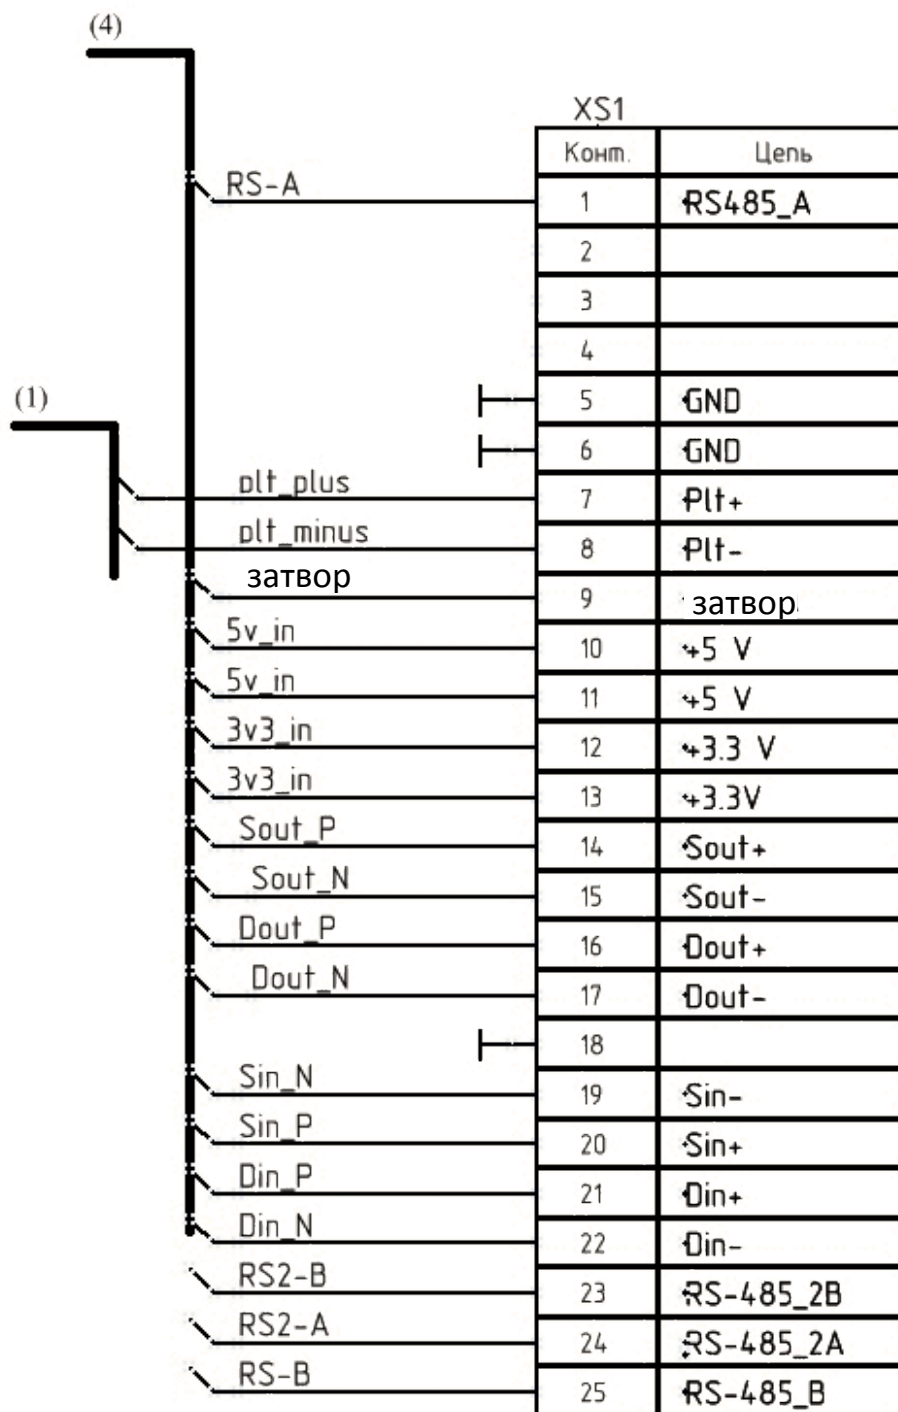 (4)
XS1
Конт. Цепь
RS-A 1 RS485_A
2
3
4
(1)
5 GND
6 GND
plt_plus 7 Plt+
plt_minus 8 Plt-
затвор 9 затвор
5v_in 10 +5 V
5v_in 11 +5 V
3v3_in 12 +3.3 V
3v3_in 13 +3.3V
Sout_P 14 Sout+
Sout_N 15 Sout-
Dout_P 16 Dout+
Dout_N 17 Dout-
18
Sin_N 19 Sin-
Sin_P 20 Sin+
Din_P 21 Din+
Din_N 22 Din-
RS2-B 23 RS-485_2B
RS2-A 24 RS-485_2A
RS-B 25 RS-485_B